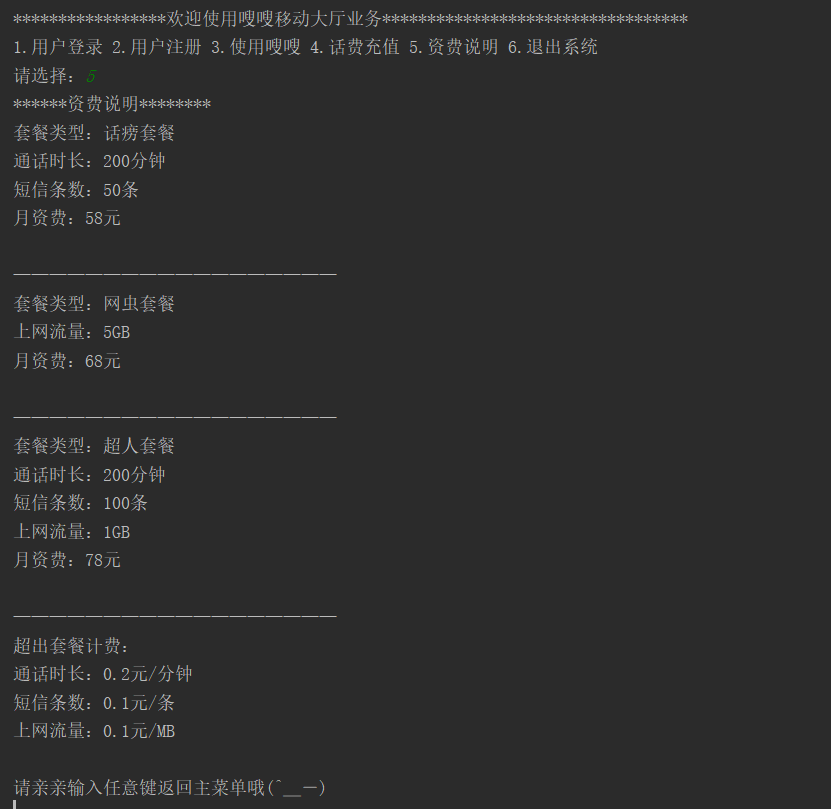 *****************欢迎使用嗖嗖移动大厅业务**********************************
1.用户登录 2.用户注册 3.使用嗖嗖 4.话费充值 5.资费说明 6.退出系统
请选择：5
******资费说明********
套餐类型：话痨套餐
通话时长：200分钟
短信条数：50条
月资费：58元
——————————————————
套餐类型：网虫套餐
上网流量：5GB
月资费：68元
——————————————————
套餐类型：超人套餐
通话时长：200分钟
短信条数：100条
上网流量：1GB
月资费：78元
——————————————————
超出套餐计费：
通话时长：0.2元/分钟
短信条数：0.1元/条
上网流量：0.1元/MB
请亲亲输入任意键返回主菜单哦(^__−)